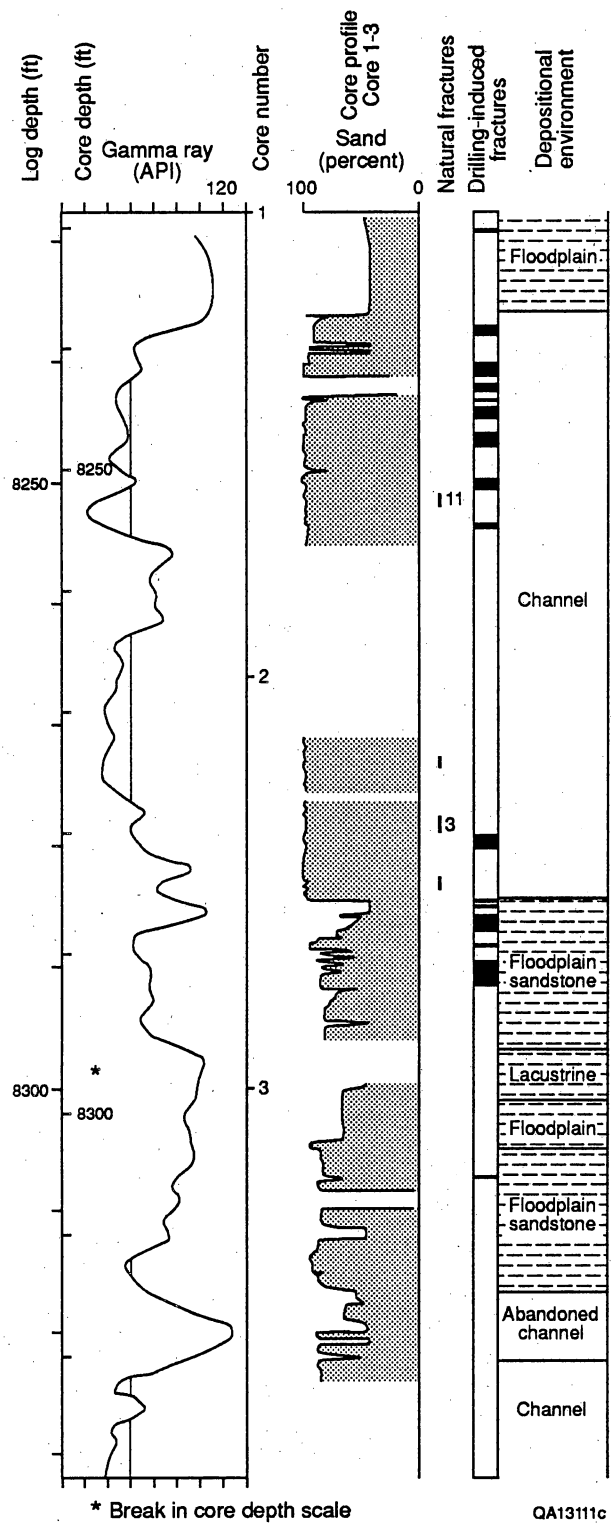 Log depth (ft)
Core depth (ft)
Gamma ray
(API)
120
Core number
Core profile
Core 1-3
Sand
(percent)
100
0
Natural fractures
Drilling-induced
fractures
Depositional
environment
1
Floodplain
8250
8250
11
Channel
2
3
Floodplain
sandstone
*
Lacustrine
8300
3
8300
Floodplain
Floodplain
sandstone
Abandoned
channel
Channel
* Break in core depth scale
QA13111c